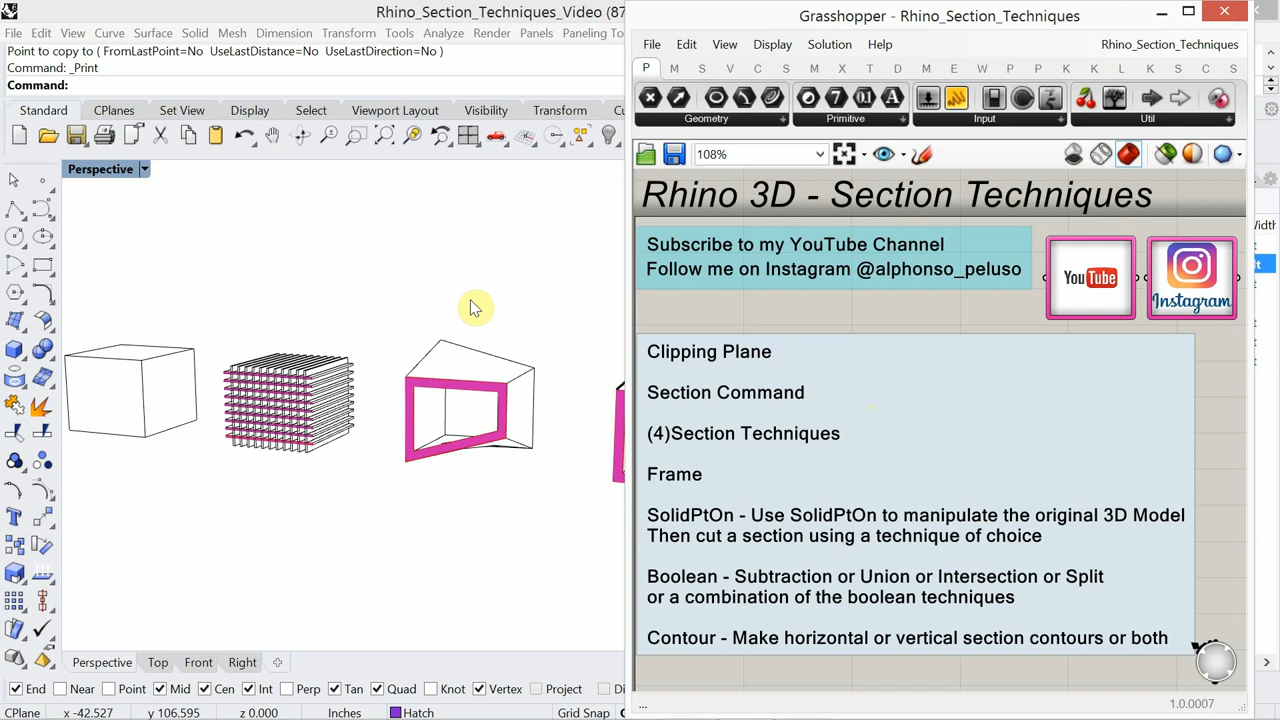 Rhino_Section_Techniques_Video (87
Grasshopper - Rhino_Section_Techniques
File Edit View Curve Surface Solid Mesh Dimension Transform Tools Analyze Render Panels Paneling To
File Edit View Display Solution Help Rhino_Section_Techniques
Point to copy to ( FromLastPoint=No UseLastDistance=No UseLastDirection=No )
Command: _Print
Command:
P M S V C S M X T D M E W P P K K L K C S
Standard CPlanes Set View Display Select Viewport Layout Visibility Transform Cu
Geometry Primitive Input Util
108%
Perspective
Rhino 3D - Section Techniques
Subscribe to my YouTube Channel
Follow me on Instagram @alphonso_peluso
YouTube
Instagram
Clipping Plane
Section Command
(4)Section Techniques
Frame
SolidPtOn - Use SolidPtOn to manipulate the original 3D Model
Then cut a section using a technique of choice
Boolean - Subtraction or Union or Intersection or Split
or a combination of the boolean techniques
Contour - Make horizontal or vertical section contours or both
Perspective Top Front Right
End Near Point Mid Cen Int Perp Tan Quad Knot Vertex Project Di
CPlane x -42.527 y 106.595 z 0.000 Inches Hatch Grid Snap O
... 1.0.0007